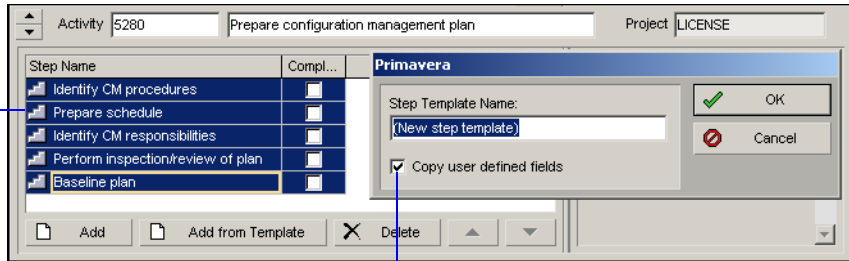 Activity 5280 Prepare configuration management plan Project LICENSE
Step Name Compl...
Identify CM procedures
Prepare schedule
Identify CM responsibilities
Perform inspection/review of plan
Baseline plan
Add Add from Template Delete
Primavera
Step Template Name:
(New step template)
Copy user defined fields
OK
Cancel